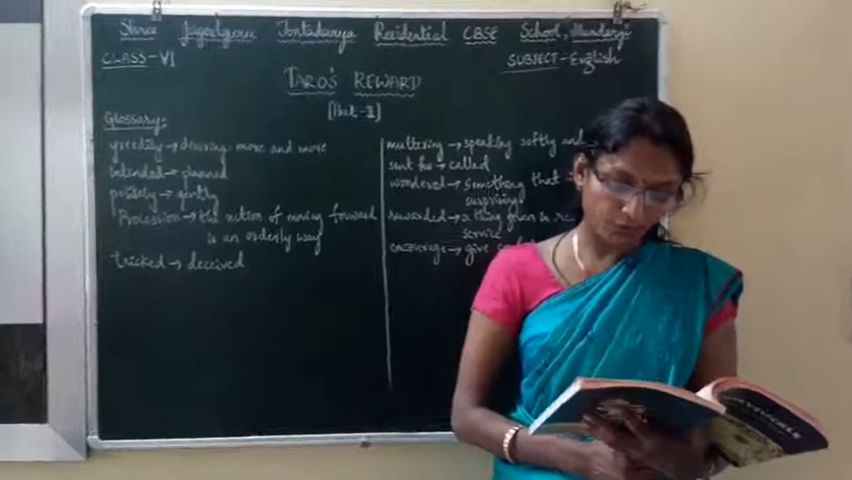 Shree Jagadguru Tontadarya Residential CBSE School, Mundargi
CLASS-VI
SUBJECT-English
TARO'S REWARD
[Part-II]
Glossary:-
greedily → desiring more and more
intended → planned
politely → gently
Procession → the action of moving forward
in an orderly way
tricked → deceived
muttering → speaking softly and
sent for → called
wondered → something that
surprising
rewarded → a thing given in
service
encourage → give